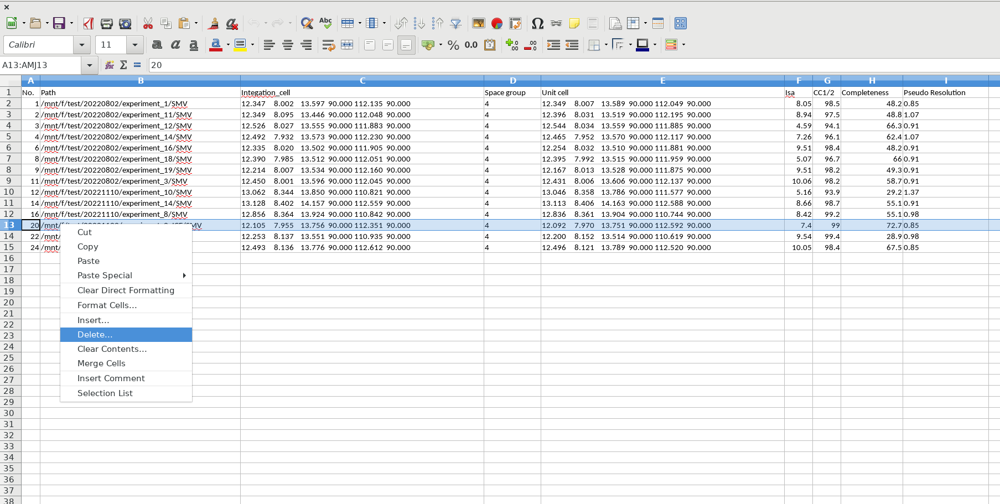 Calibri 11
0.0 .00 .00
A13:AMJ13 20
A B C D E F G H I
1 No. Path Integation_cell Space group Unit cell Isa CC1/2 Completeness Pseudo Resolution
2 1 /mnt/f/test/20220802/experiment_1/SMV 12.347 8.002 13.597 90.000 112.135 90.000 4 12.349 8.007 13.589 90.000 112.049 90.000 8.05 98.5 48.2 0.85
3 2 /mnt/f/test/20220802/experiment_11/SMV 12.349 8.095 13.446 90.000 112.048 90.000 4 12.396 8.031 13.519 90.000 112.195 90.000 8.94 97.5 48.8 1.07
4 3 /mnt/f/test/20220802/experiment_12/SMV 12.526 8.027 13.555 90.000 111.883 90.000 4 12.544 8.034 13.559 90.000 111.885 90.000 4.59 94.1 66.3 0.91
5 4 /mnt/f/test/20220802/experiment_14/SMV 12.492 7.932 13.573 90.000 112.230 90.000 4 12.465 7.952 13.570 90.000 112.117 90.000 7.26 96.1 62.4 1.07
6 6 /mnt/f/test/20220802/experiment_16/SMV 12.335 8.020 13.502 90.000 111.905 90.000 4 12.254 8.032 13.510 90.000 111.881 90.000 9.51 98.4 48.2 0.91
7 8 /mnt/f/test/20220802/experiment_18/SMV 12.390 7.985 13.512 90.000 112.051 90.000 4 12.395 7.992 13.515 90.000 111.959 90.000 5.07 96.7 66 0.91
8 9 /mnt/f/test/20220802/experiment_19/SMV 12.214 8.007 13.534 90.000 112.160 90.000 4 12.167 8.013 13.528 90.000 111.875 90.000 9.51 98.2 49.3 0.91
9 11 /mnt/f/test/20220802/experiment_3/SMV 12.450 8.001 13.596 90.000 112.045 90.000 4 12.431 8.006 13.606 90.000 112.137 90.000 10.06 98.2 58.7 0.91
10 12 /mnt/f/test/20221110/experiment_10/SMV 13.062 8.344 13.850 90.000 110.821 90.000 4 13.046 8.358 13.786 90.000 111.577 90.000 5.16 93.9 29.2 1.37
11 14 /mnt/f/test/20221110/experiment_14/SMV 13.128 8.402 14.157 90.000 112.559 90.000 4 13.113 8.406 14.163 90.000 112.588 90.000 8.66 98.7 55.1 0.91
12 16 /mnt/f/test/20221110/experiment_8/SMV 12.856 8.364 13.924 90.000 110.842 90.000 4 12.836 8.361 13.904 90.000 110.744 90.000 8.42 99.2 55.1 0.98
13 20 12.105 7.955 13.756 90.000 112.351 90.000 4 12.092 7.970 13.751 90.000 112.592 90.000 7.4 99 72.7 0.85
14 22 /mnt/ 12.253 8.137 13.551 90.000 110.935 90.000 4 12.200 8.152 13.514 90.000 110.619 90.000 9.54 99.4 28.9 0.98
15 24 /mnt/ 12.493 8.136 13.776 90.000 112.612 90.000 4 12.496 8.121 13.789 90.000 112.520 90.000 10.05 98.4 67.5 0.85
Cut
Copy
Paste
Paste Special
Clear Direct Formatting
Format Cells...
Insert...
Delete...
Clear Contents...
Merge Cells
Insert Comment
Selection List
16
17
18
19
20
21
22
23
24
25
26
27
28
29
30
31
32
33
34
35
36
37
38